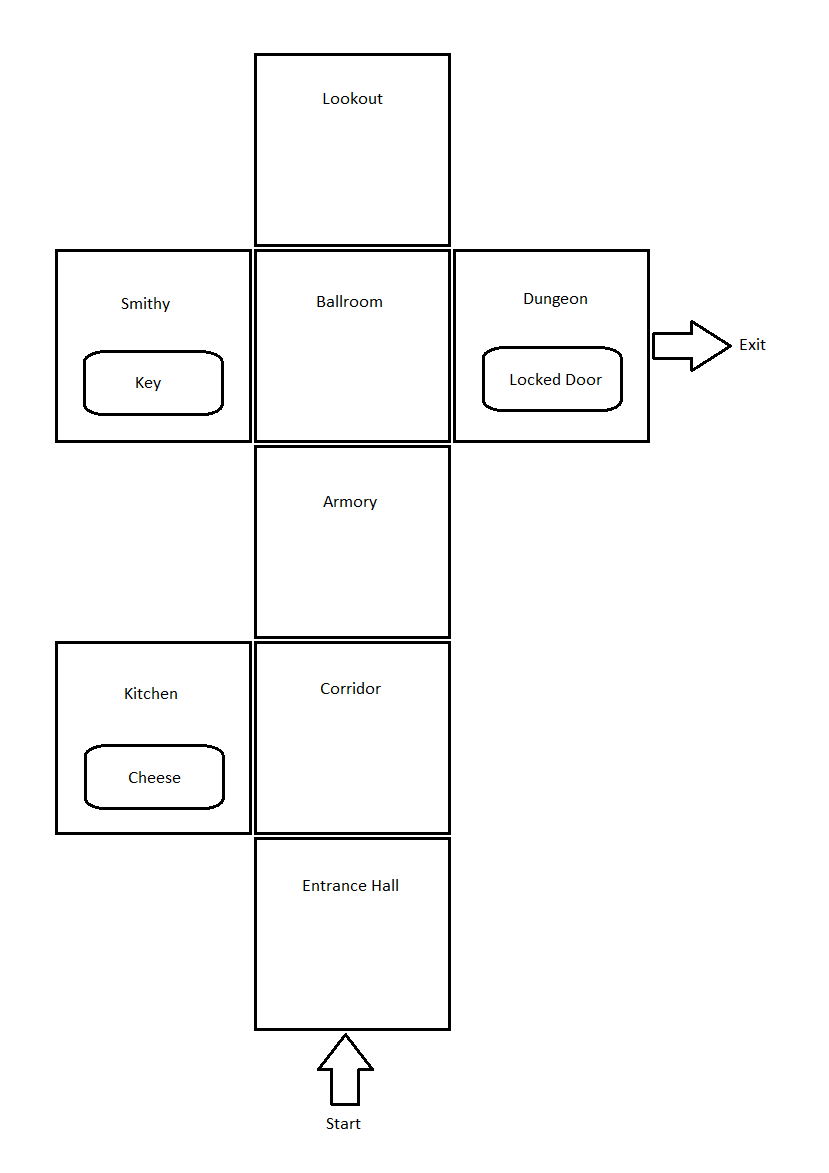 Lookout
Smithy
Ballroom
Dungeon
Key
Locked Door
Exit
Armory
Kitchen
Corridor
Cheese
Entrance Hall
Start